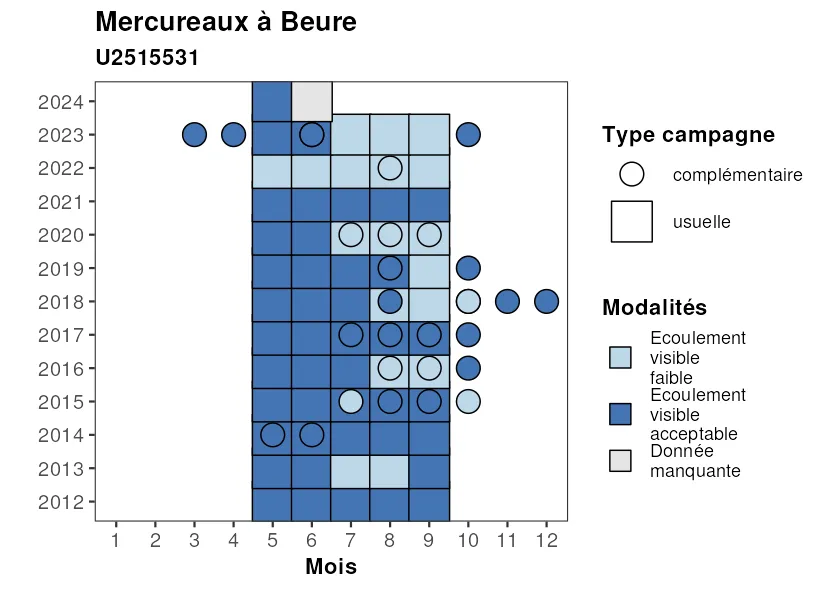 Mercureaux à Beure
U2515531
2024
2023
2022
2021
2020
2019
2018
2017
2016
2015
2014
2013
2012
1 2 3 4 5 6 7 8 9 10 11 12
Mois
Type campagne
complémentaire
usuelle
Modalités
Ecoulement
visible
faible
Ecoulement
visible
acceptable
Donnée
manquante